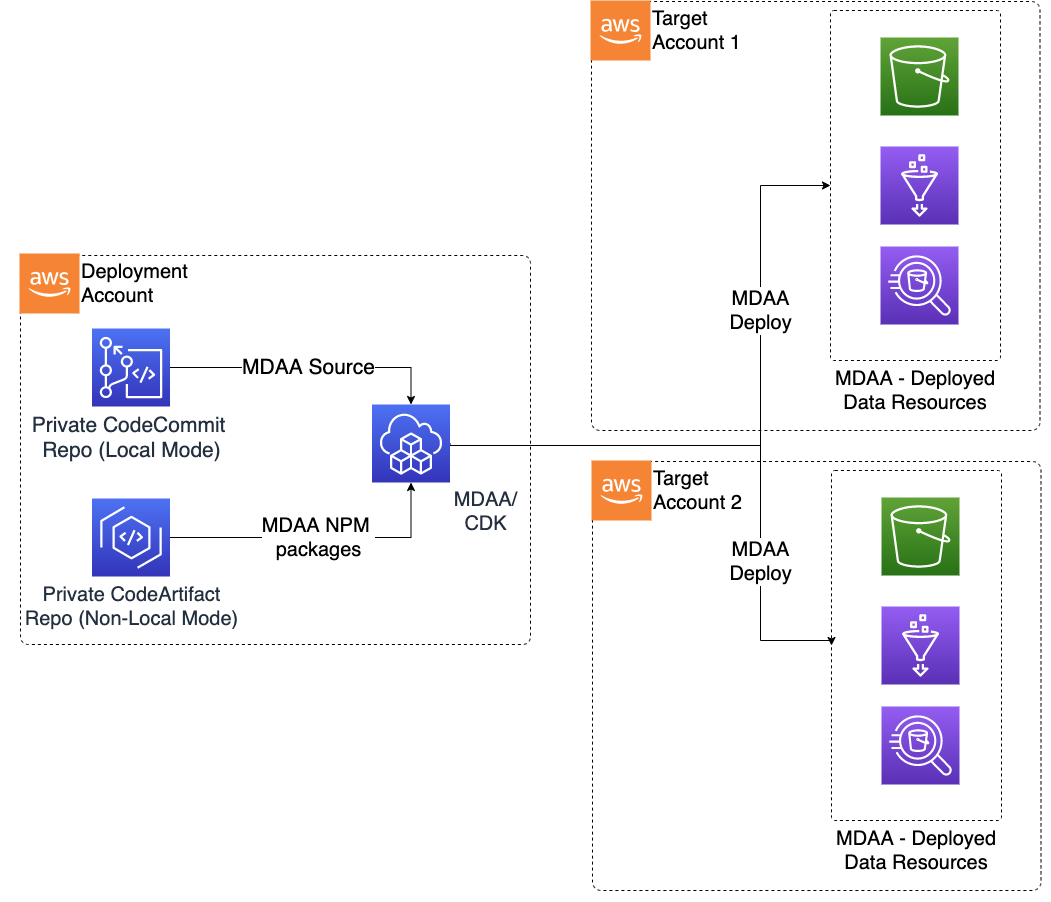 aws
Deployment
Account
MDAA Source
Private CodeCommit
Repo (Local Mode)
MDAA NPM
packages
Private CodeArtifact
Repo (Non-Local Mode)
MDAA/
CDK
aws
Target
Account 1
MDAA
Deploy
MDAA - Deployed
Data Resources
aws
Target
Account 2
MDAA
Deploy
MDAA - Deployed
Data Resources